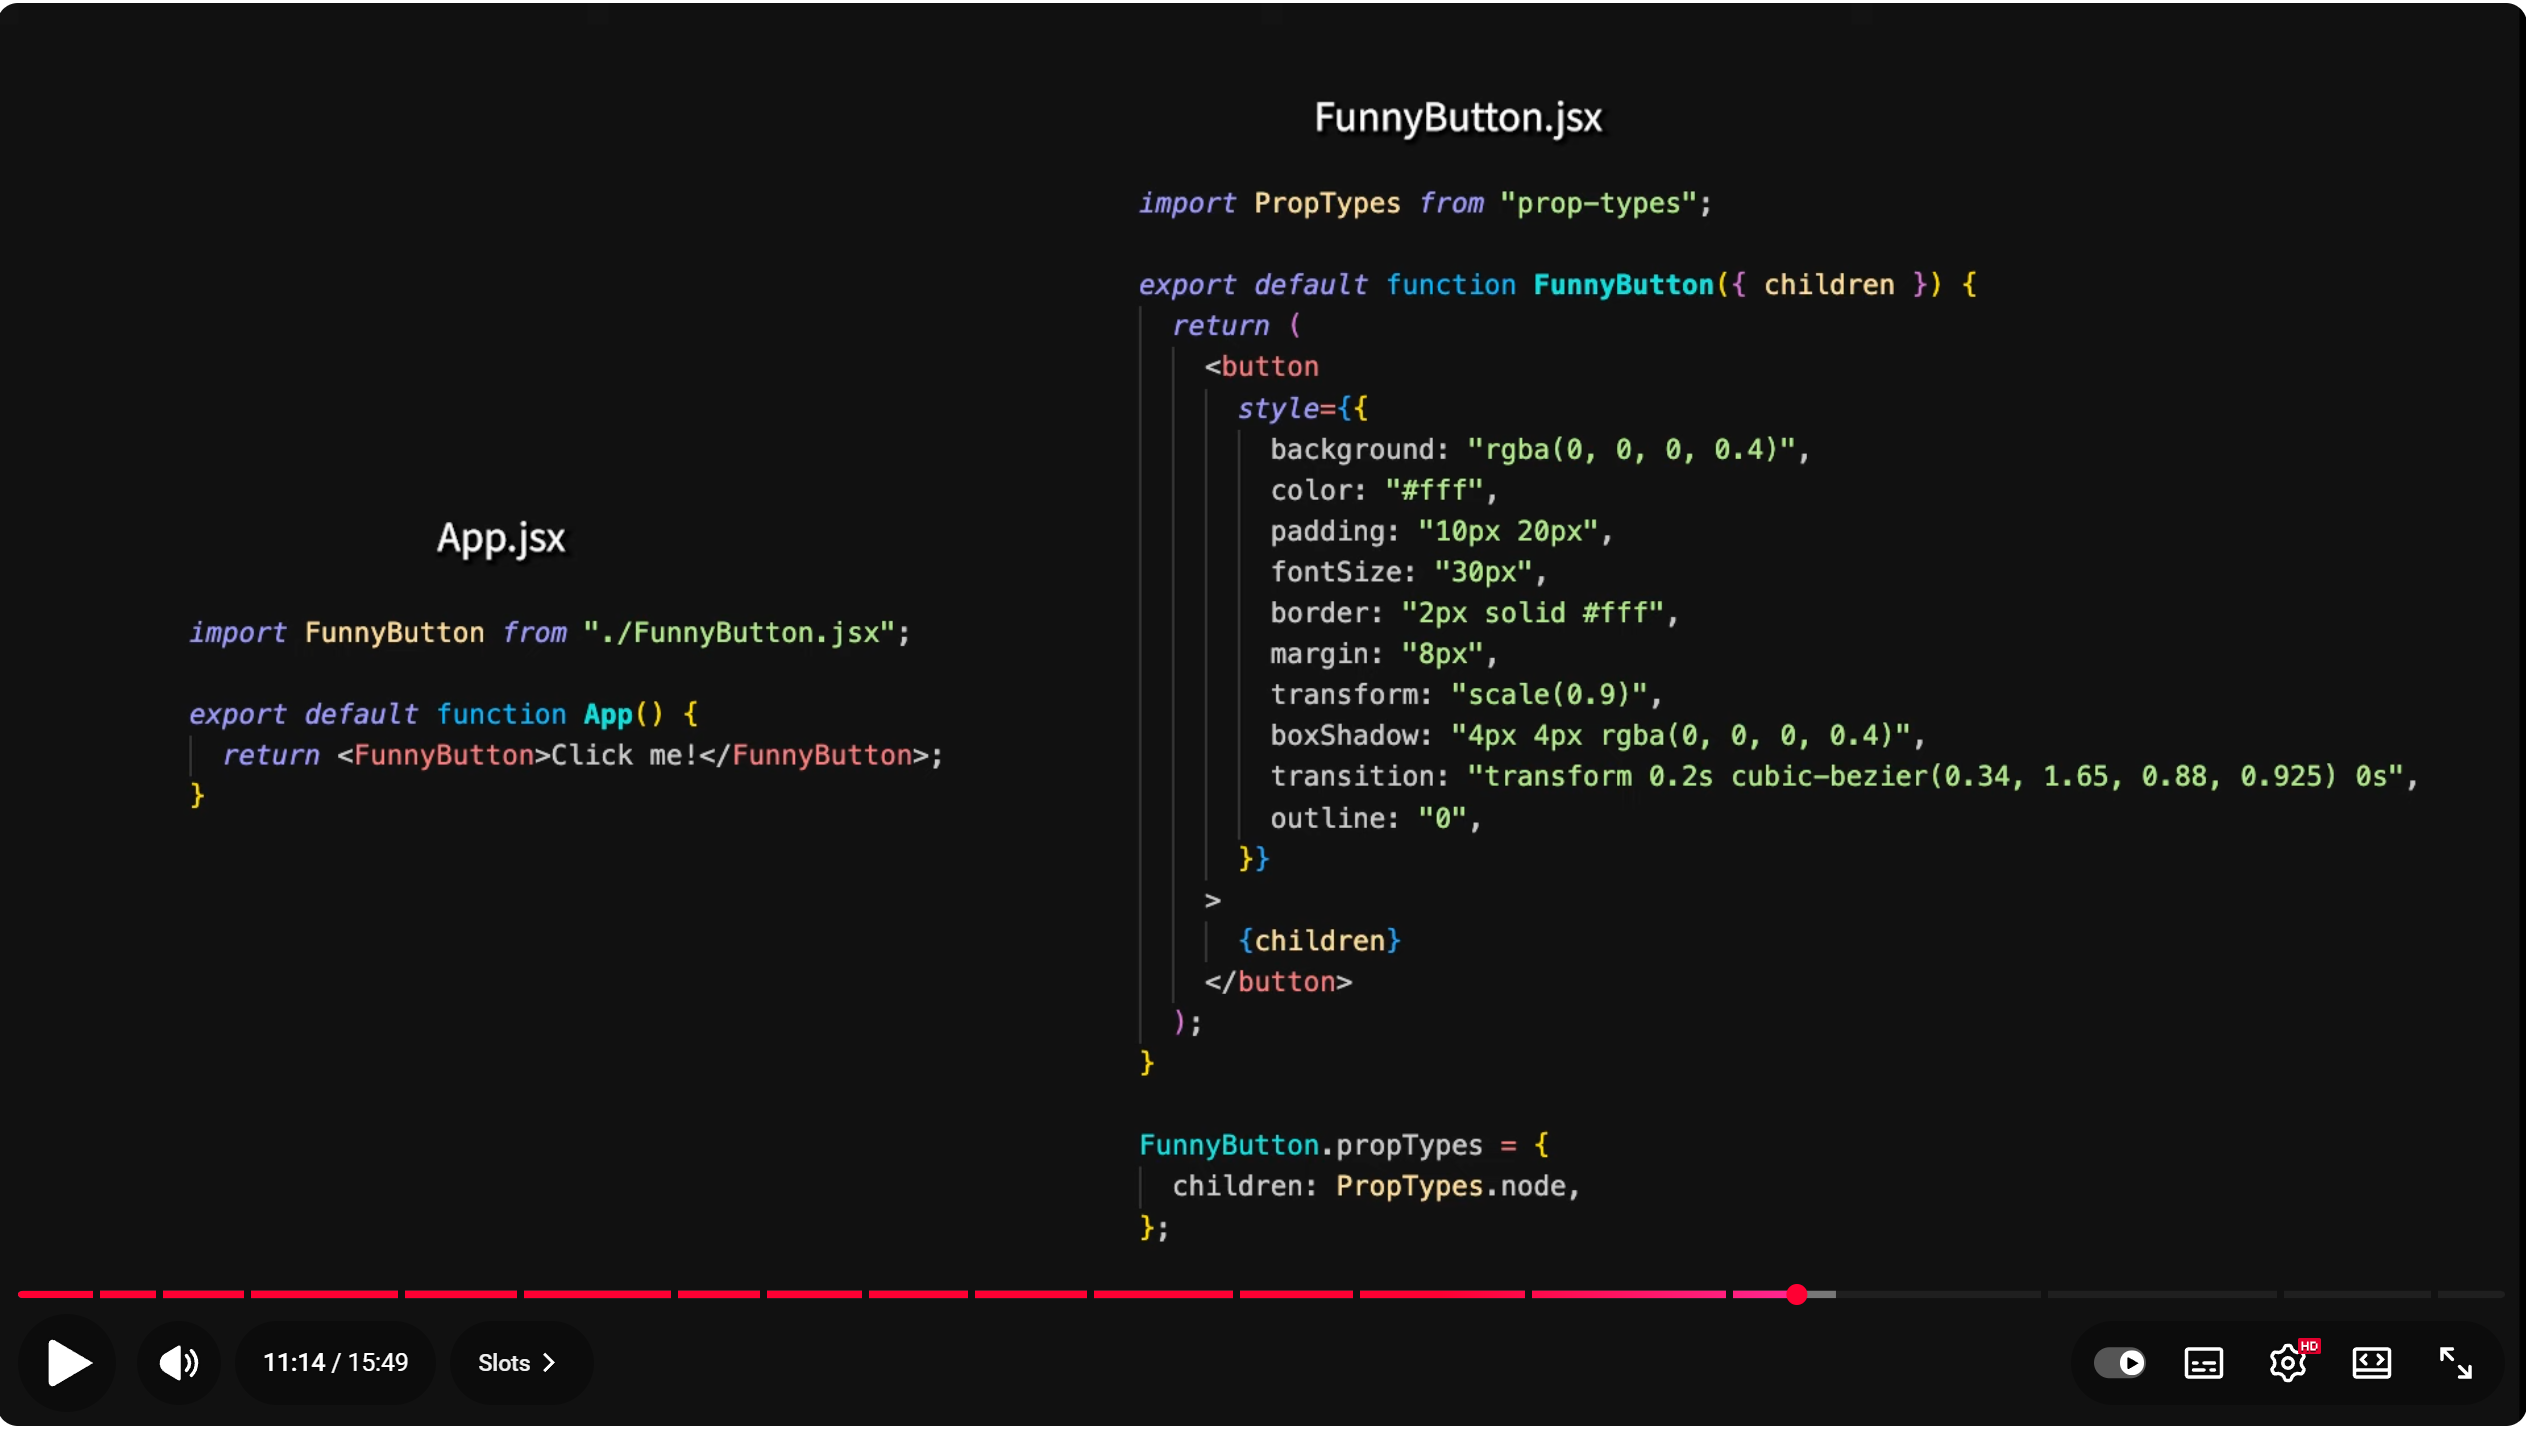 App.jsx
import FunnyButton from "./FunnyButton.jsx";
export default function App() {
return <FunnyButton>Click me!</FunnyButton>;
}
FunnyButton.jsx
import PropTypes from "prop-types";
export default function FunnyButton({ children }) {
return (
<button
style={{
background: "rgba(0, 0, 0, 0.4)",
color: "#fff",
padding: "10px 20px",
fontSize: "30px",
border: "2px solid #fff",
margin: "8px",
transform: "scale(0.9)",
boxShadow: "4px 4px rgba(0, 0, 0, 0.4)",
transition: "transform 0.2s cubic-bezier(0.34, 1.65, 0.88, 0.925) 0s",
outline: "0",
}}
>
{children}
</button>
);
}
FunnyButton.propTypes = {
children: PropTypes.node,
};
11:14 / 15:49
Slots
HD